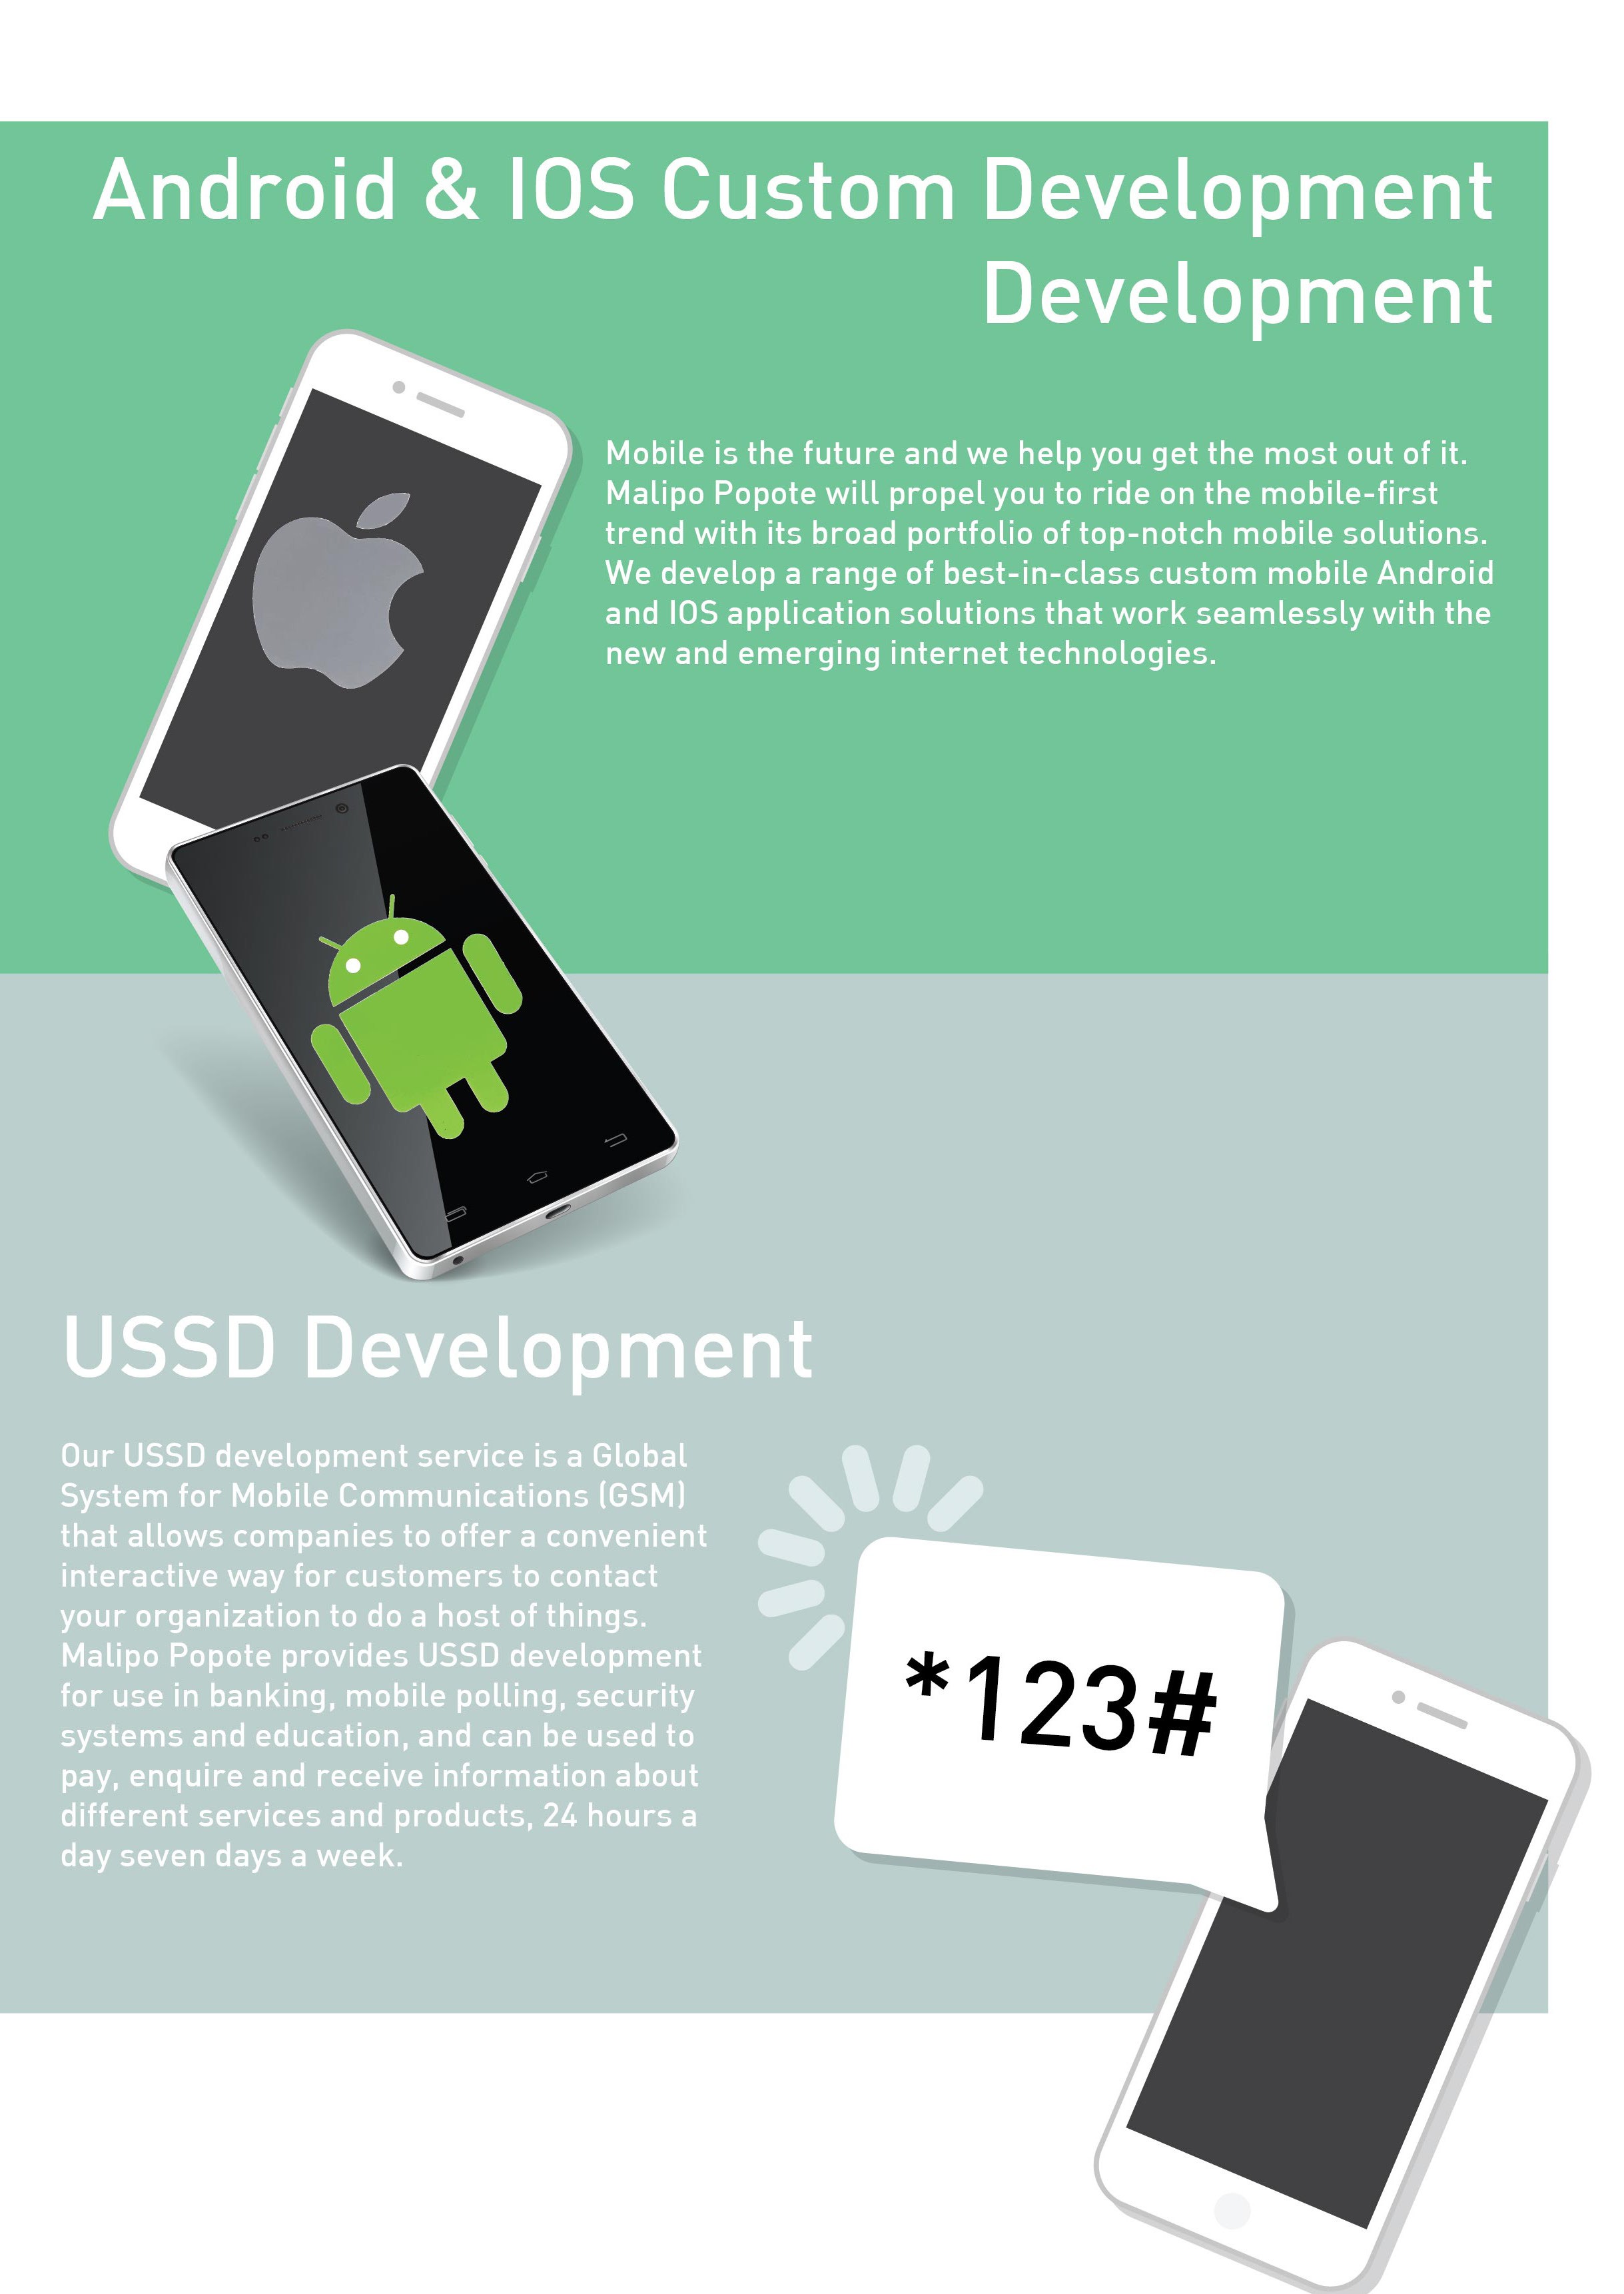 Android & IOS Custom Development
Development
Mobile is the future and we help you get the most out of it.
Malipo Popote will propel you to ride on the mobile-first
trend with its broad portfolio of top-notch mobile solutions.
We develop a range of best-in-class custom mobile Android
and IOS application solutions that work seamlessly with the
new and emerging internet technologies.
USSD Development
Our USSD development service is a Global
System for Mobile Communications (GSM)
that allows companies to offer a convenient
interactive way for customers to contact
your organization to do a host of things.
Malipo Popote provides USSD development
for use in banking, mobile polling, security
systems and education, and can be used to
pay, enquire and receive information about
different services and products, 24 hours a
day seven days a week.
*123#